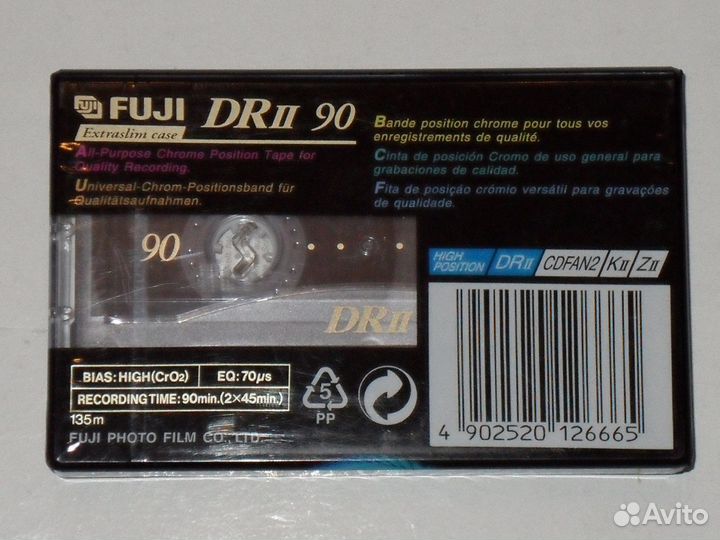 FUJI FUJI DRII 90
Extraslim case
All-Purpose Chrome Position Tape for
Quality Recording.
Universal-Chrom-Positionsband für
Qualitätsaufnahmen.
Bande position chrome pour tous vos
enregistrements de qualité.
Cinta de posición Cromo de uso general para
grabaciones de calidad.
Fita de posição crómio versátil para gravações
de qualidade.
90
DRII
HIGH POSITION DRII CDFAN2 KII ZII
BIAS:HIGH(CrO2) EQ:70μs
RECORDING TIME:90min.(2×45min.)
135m
FUJI PHOTO FILM CO., LTD.
5
PP
4 902520 126665
Avito